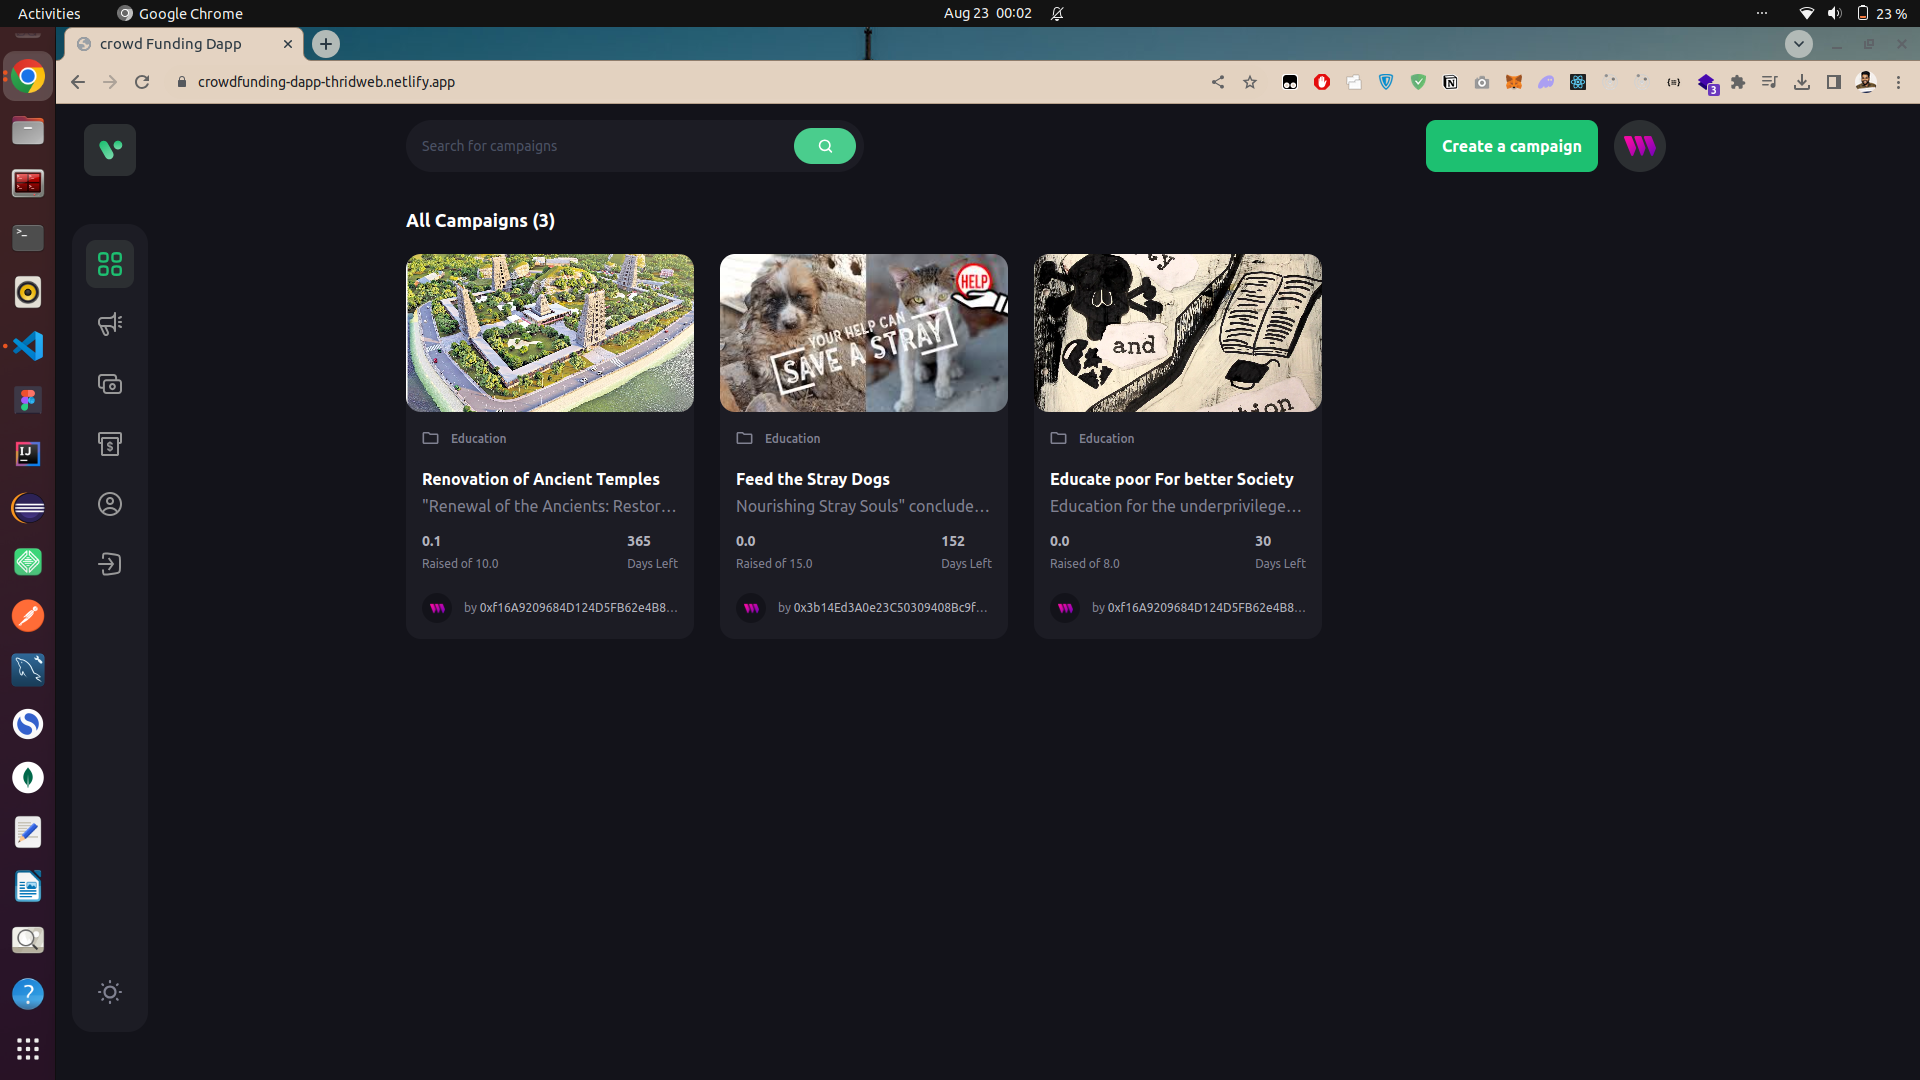 Activities
Google Chrome
Aug 23 00:02
23 %
crowd Funding Dapp
crowdfunding-dapp-thridweb.netlify.app
3
Search for campaigns
Create a campaign
All Campaigns (3)
HELP
YOUR HELP CAN
SAVE A STRAY
and
Education
Renovation of Ancient Temples
"Renewal of the Ancients: Restor...
0.1
365
Raised of 10.0
Days Left
by 0xf16A9209684D124D5FB62e4B8...
Education
Feed the Stray Dogs
Nourishing Stray Souls" conclude...
0.0
152
Raised of 15.0
Days Left
by 0x3b14Ed3A0e23C50309408Bc9f...
Education
Educate poor For better Society
Education for the underprivilege...
0.0
30
Raised of 8.0
Days Left
by 0xf16A9209684D124D5FB62e4B8...